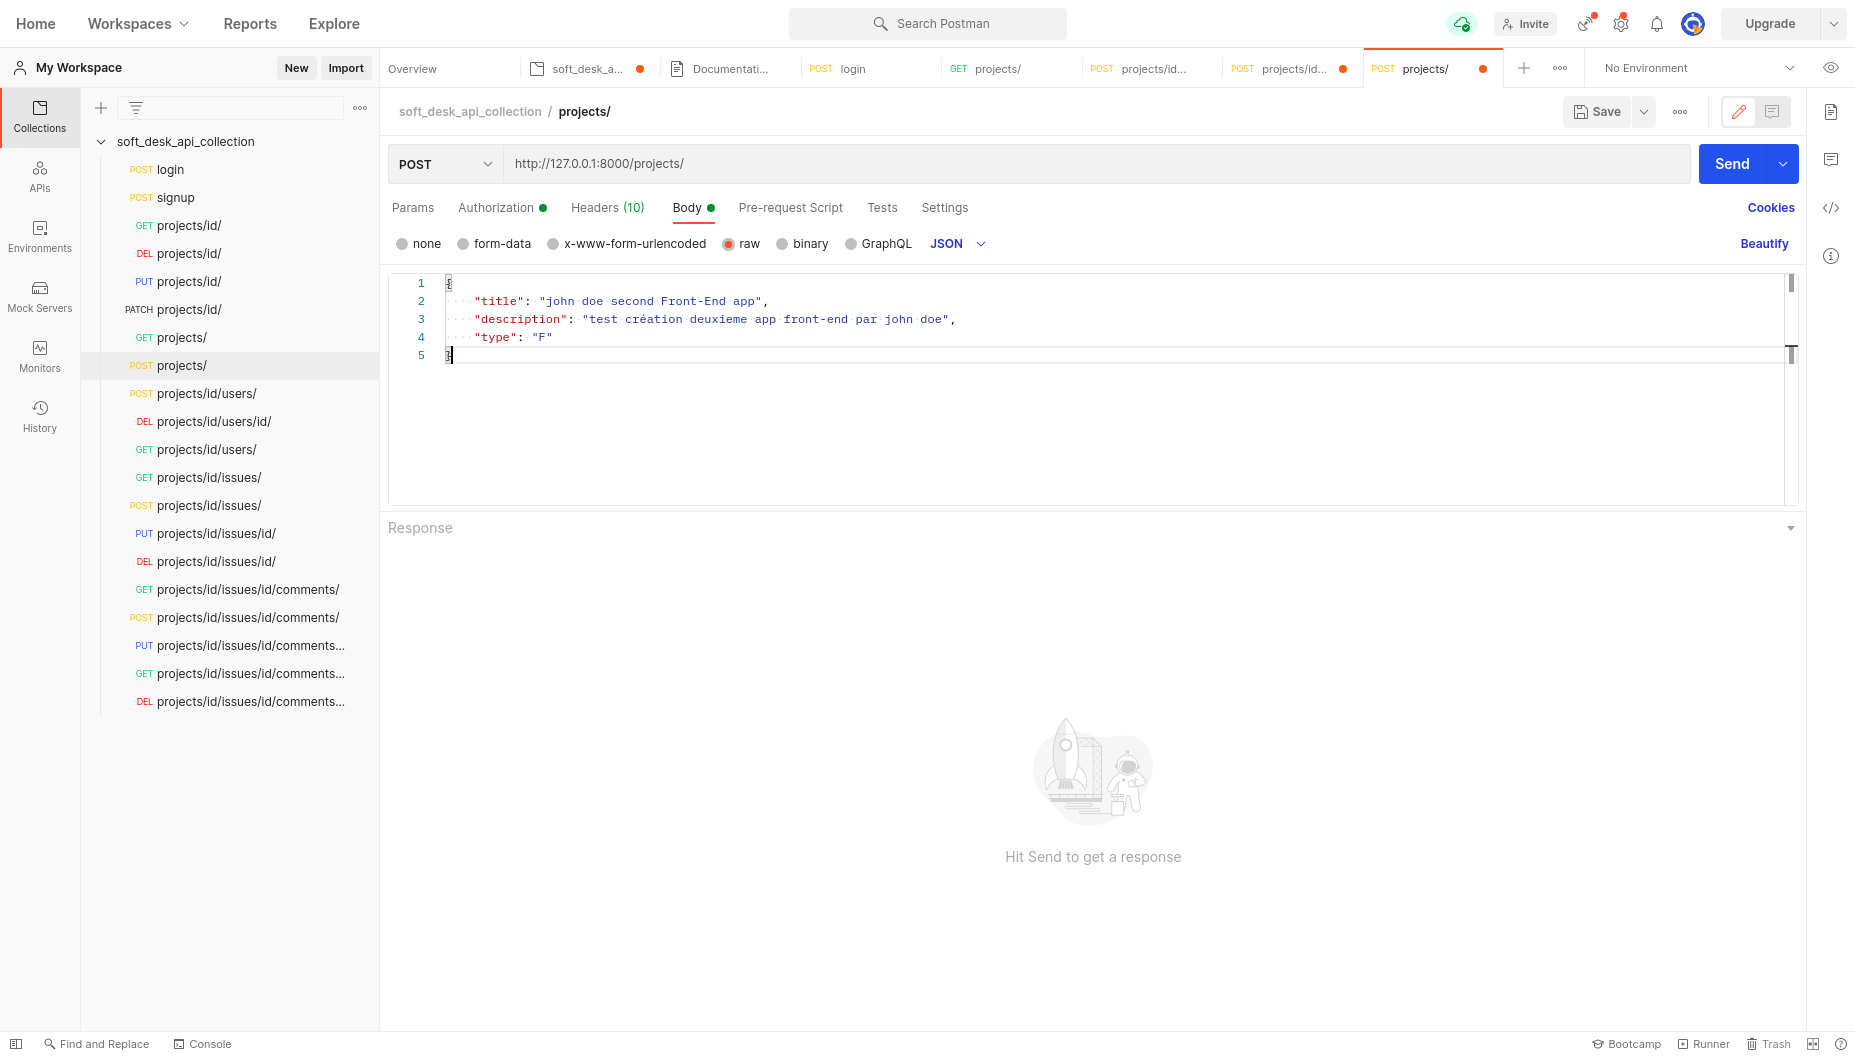 Home Workspaces Reports Explore Search Postman Invite Upgrade
My Workspace New Import
Overview soft_desk_a... Documentati... POST login GET projects/ POST projects/id... POST projects/id... POST projects/ No Environment
Collections
APIs
Environments
Mock Servers
Monitors
History
soft_desk_api_collection
POST login
POST signup
GET projects/id/
DEL projects/id/
PUT projects/id/
PATCH projects/id/
GET projects/
POST projects/
POST projects/id/users/
DEL projects/id/users/id/
GET projects/id/users/
GET projects/id/issues/
POST projects/id/issues/
PUT projects/id/issues/id/
DEL projects/id/issues/id/
GET projects/id/issues/id/comments/
POST projects/id/issues/id/comments/
PUT projects/id/issues/id/comments...
GET projects/id/issues/id/comments...
DEL projects/id/issues/id/comments...
soft_desk_api_collection / projects/ Save
POST http://127.0.0.1:8000/projects/ Send
Params Authorization Headers (10) Body Pre-request Script Tests Settings Cookies
none form-data x-www-form-urlencoded raw binary GraphQL JSON Beautify
1 {
2 "title": "john doe second Front-End app",
3 "description": "test création deuxieme app front-end par john doe",
4 "type": "F"
5 }
Response
Hit Send to get a response
Find and Replace Console Bootcamp Runner Trash